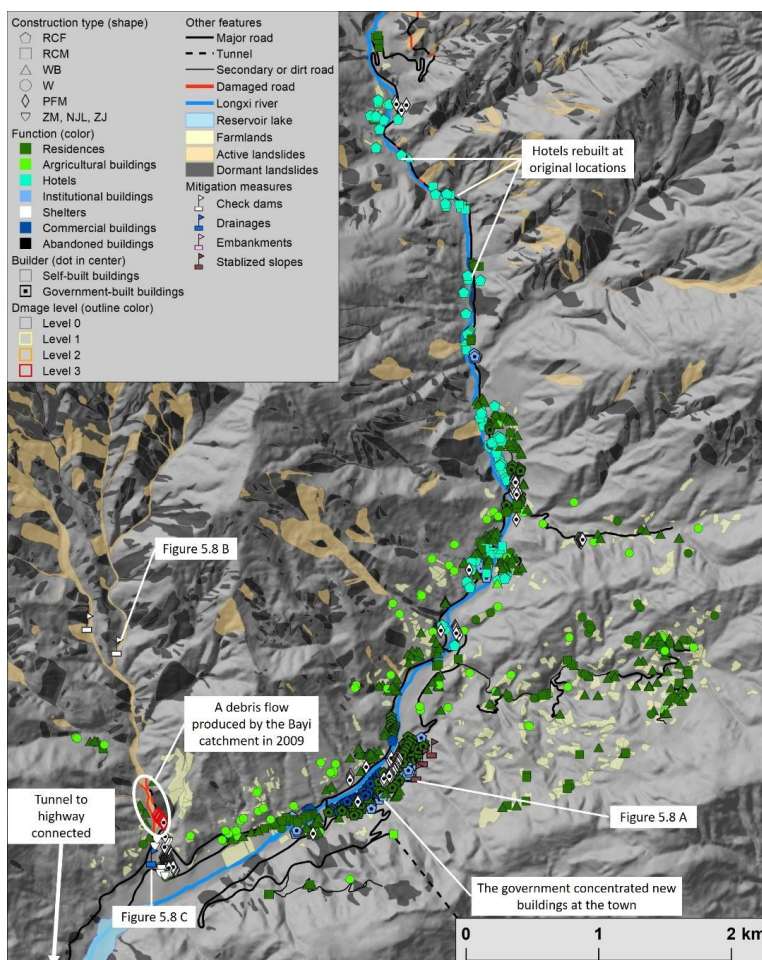 Construction type (shape)
RCF
RCM
WB
W
PFM
ZM, NJL, ZJ
Function (color)
Residences
Argricultural buildings
Hotels
Institutional buildings
Shelters
Commercial buildings
Abandoned buildings
Builder (dot in center)
Self-built buildings
Government-built buildings
Dmage level (outline color)
Level 0
Level 1
Level 2
Level 3
Other features
Major road
Tunnel
Secondary or dirt road
Damaged road
Longxi river
Reservoir lake
Farmlands
Active landslides
Dormant landslides
Mitigation measures
Check dams
Drainages
Embankments
Stablized slopes
Hotels rebuilt at
original locations
Figure 5.8 B
A debris flow
produced by the Bayi
catchment in 2009
Tunnel to
highway
connected
Figure 5.8 A
The government concentrated new
buildings at the town
Figure 5.8 C
0 1 2 km